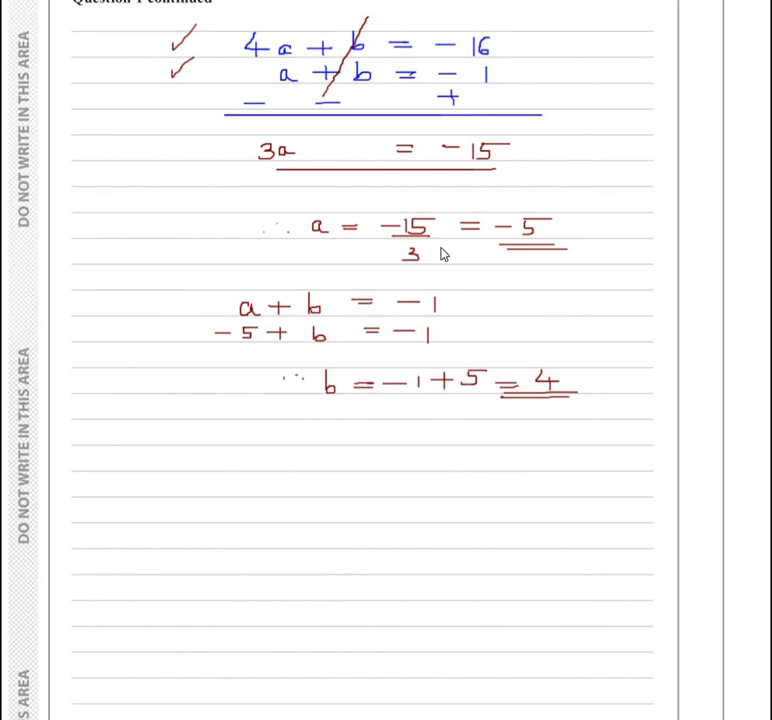 Question 1 continued
4a + b = - 16
a + b = - 1
- - +
3a = - 15
∴ a = -15/3 = - 5
a + b = - 1
- 5 + b = - 1
∵ b = - 1 + 5 = 4
DO NOT WRITE IN THIS AREA
DO NOT WRITE IN THIS AREA
S AREA